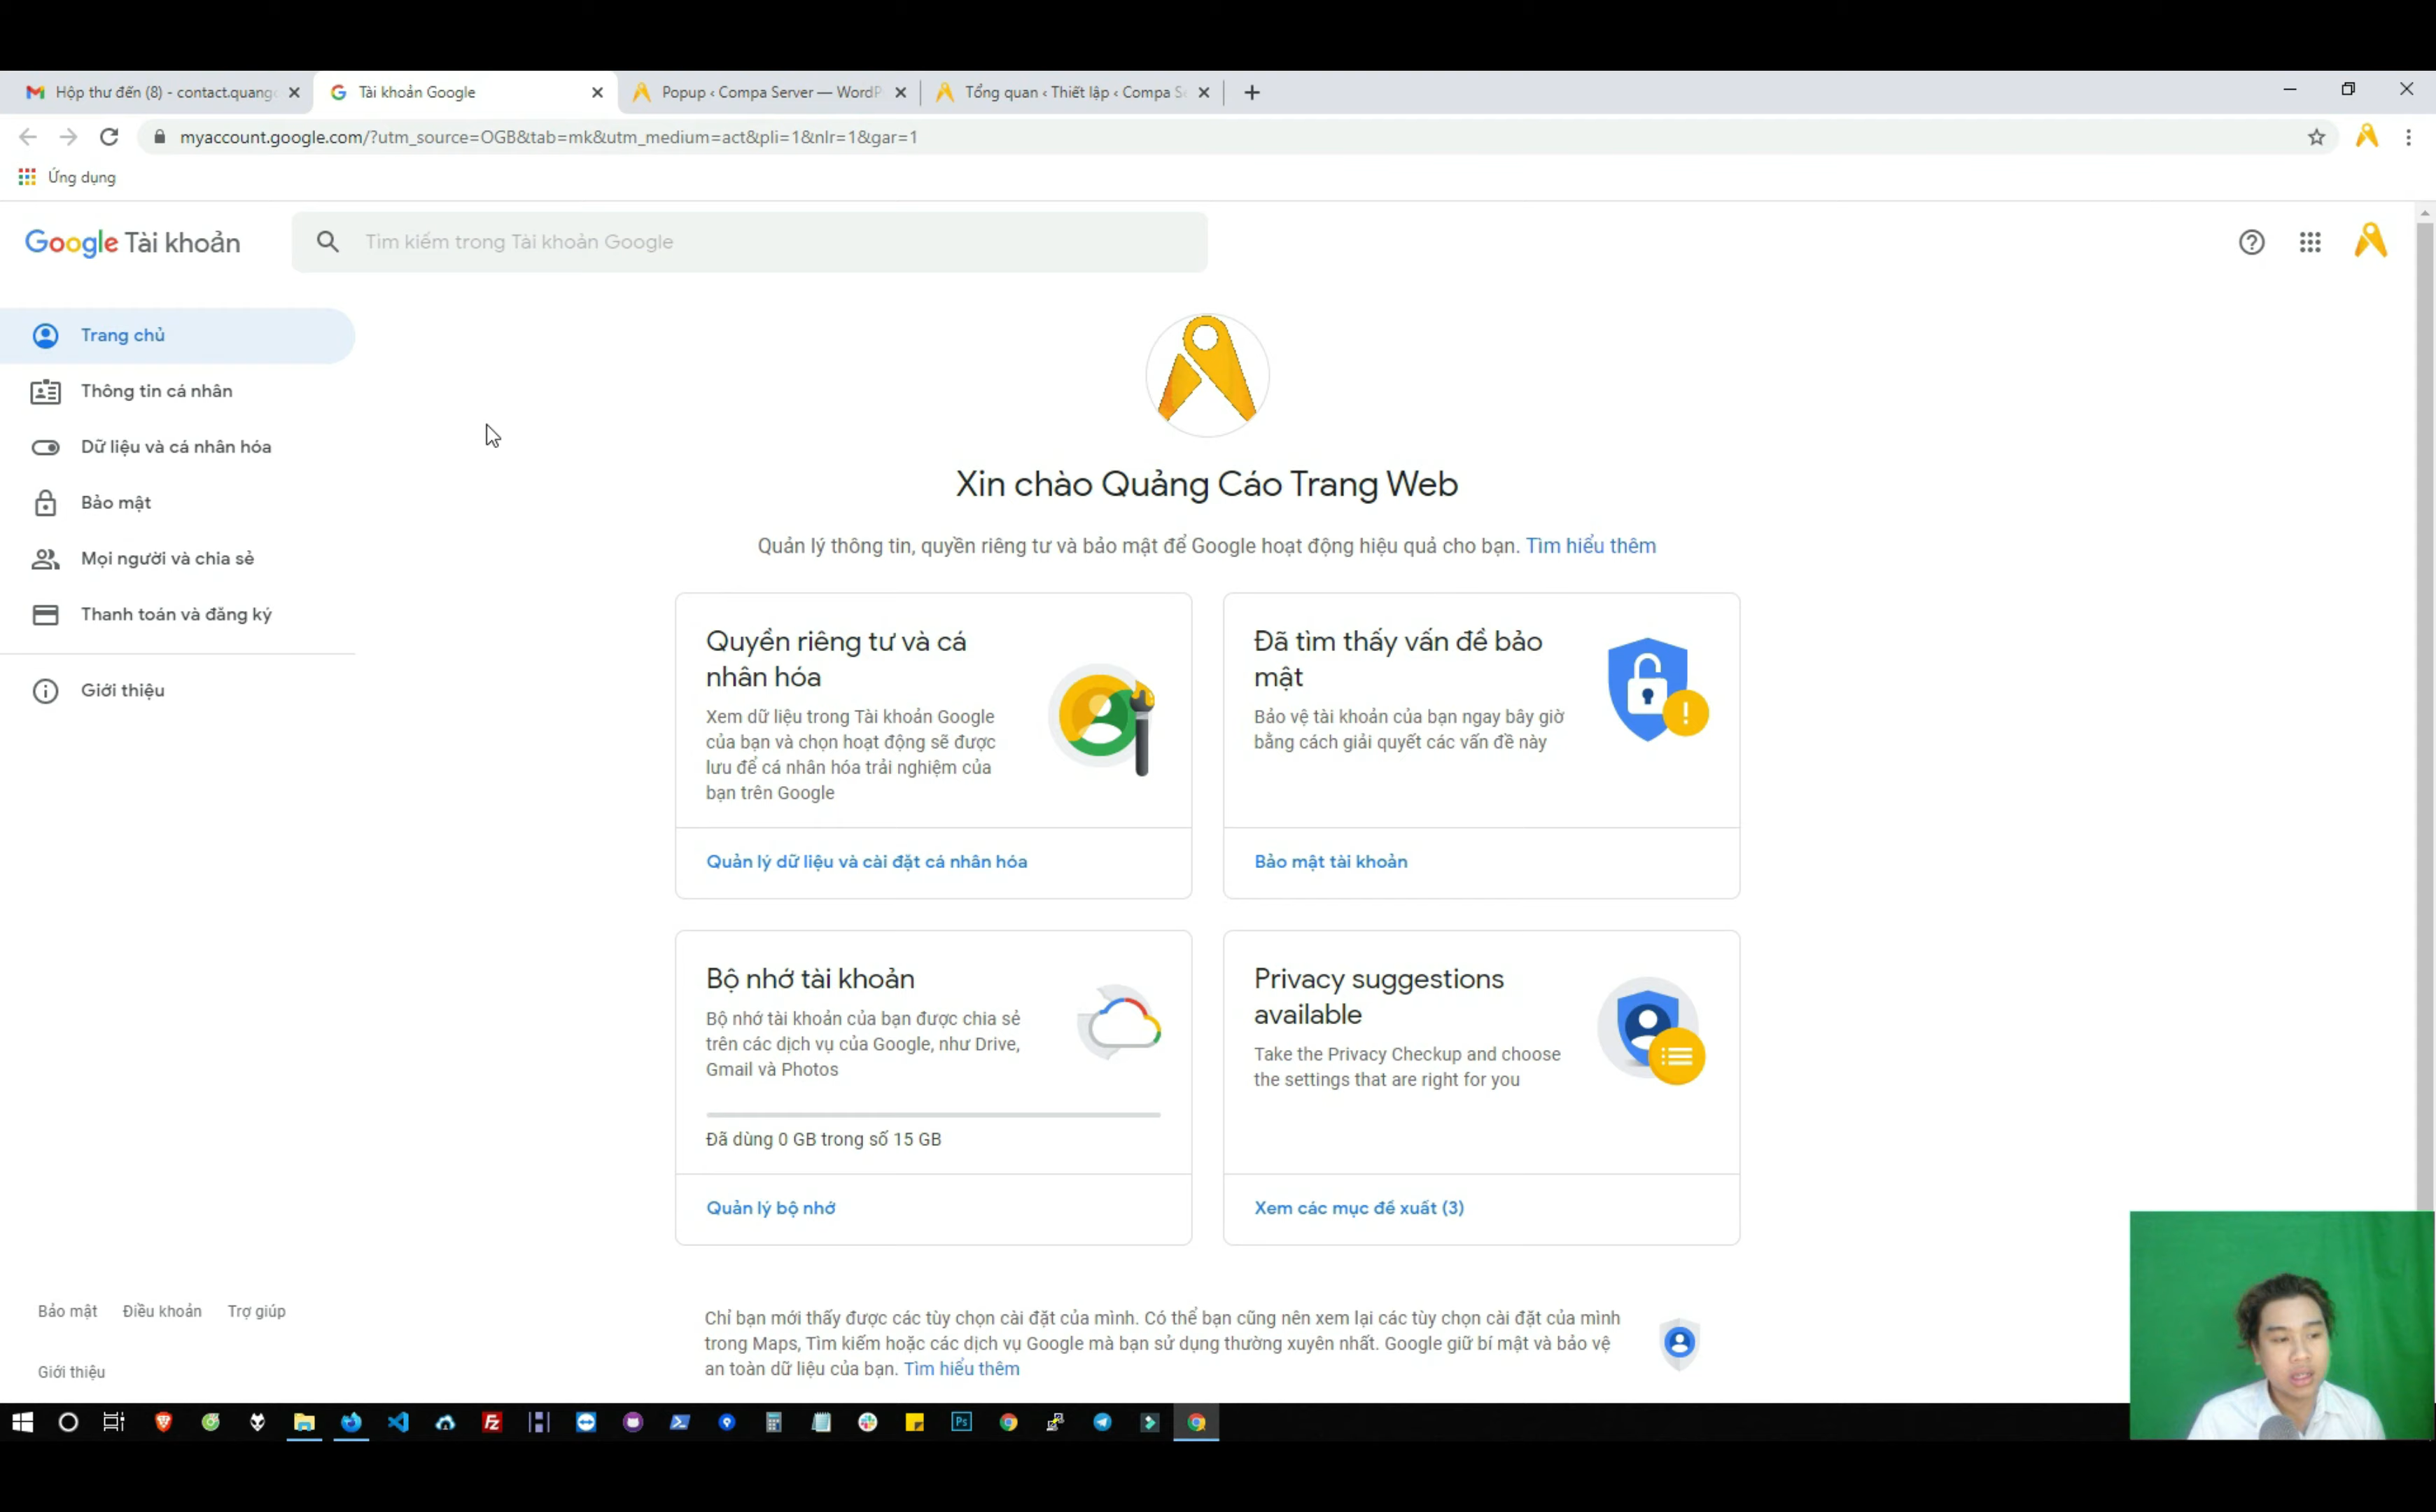 Hộp thư đến (8) - contact.quang
Tài khoản Google
Popup ‹ Compa Server — WordP
Tổng quan ‹ Thiết lập ‹ Compa Se
myaccount.google.com/?utm_source=OGB&tab=mk&utm_medium=act&pli=1&nlr=1&gar=1
Ứng dụng
Google Tài khoản
Tìm kiếm trong Tài khoản Google
Trang chủ
Thông tin cá nhân
Dữ liệu và cá nhân hóa
Bảo mật
Mọi người và chia sẻ
Thanh toán và đăng ký
Giới thiệu
Xin chào Quảng Cáo Trang Web
Quản lý thông tin, quyền riêng tư và bảo mật để Google hoạt động hiệu quả cho bạn. Tìm hiểu thêm
Quyền riêng tư và cá
nhân hóa
Xem dữ liệu trong Tài khoản Google
của bạn và chọn hoạt động sẽ được
lưu để cá nhân hóa trải nghiệm của
bạn trên Google
Quản lý dữ liệu và cài đặt cá nhân hóa
Đã tìm thấy vấn đề bảo
mật
Bảo vệ tài khoản của bạn ngay bây giờ
bằng cách giải quyết các vấn đề này
Bảo mật tài khoản
Bộ nhớ tài khoản
Bộ nhớ tài khoản của bạn được chia sẻ
trên các dịch vụ của Google, như Drive,
Gmail và Photos
Đã dùng 0 GB trong số 15 GB
Quản lý bộ nhớ
Privacy suggestions
available
Take the Privacy Checkup and choose
the settings that are right for you
Xem các mục đề xuất (3)
Chỉ bạn mới thấy được các tùy chọn cài đặt của mình. Có thể bạn cũng nên xem lại các tùy chọn cài đặt của mình
trong Maps, Tìm kiếm hoặc các dịch vụ Google mà bạn sử dụng thường xuyên nhất. Google giữ bí mật và bảo vệ
an toàn dữ liệu của bạn. Tìm hiểu thêm
Bảo mật Điều khoản Trợ giúp
Giới thiệu
Fz
Ps